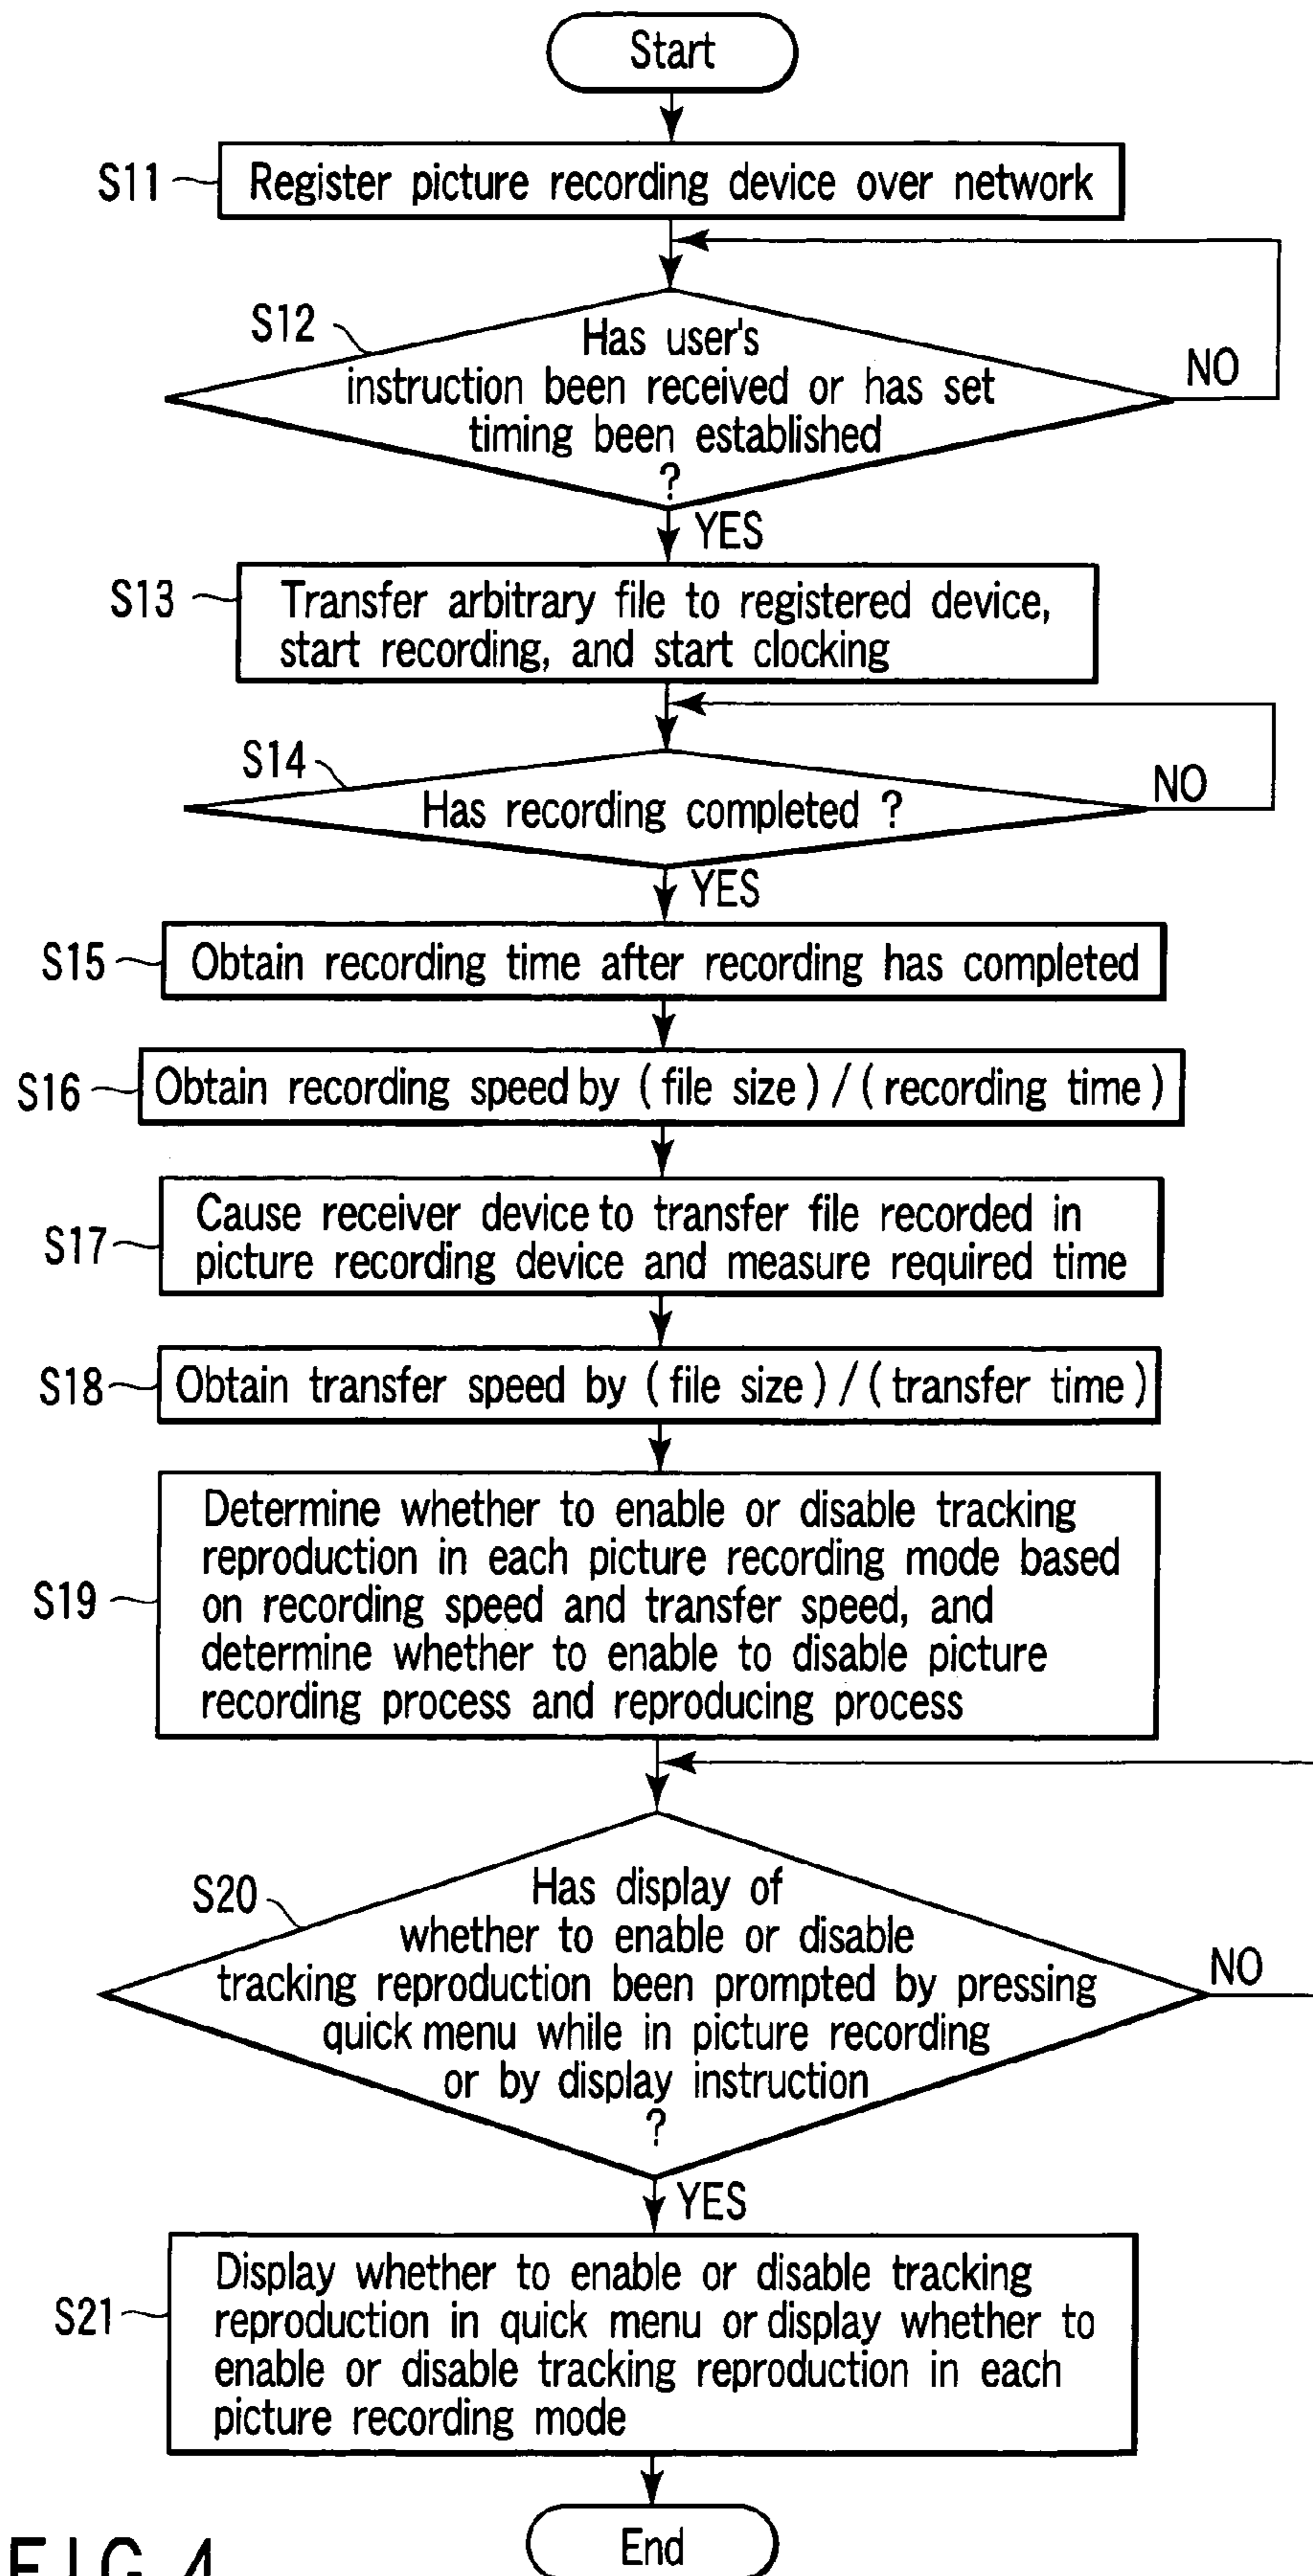 Start
S11
Register picture recording device over network
S12
Has user's
instruction been received or has set
timing been established
?
NO
YES
S13
Transfer arbitrary file to registered device,
start recording, and start clocking
S14
Has recording completed ?
NO
YES
S15
Obtain recording time after recording has completed
S16
Obtain recording speed by (file size)/(recording time)
S17
Cause receiver device to transfer file recorded in
picture recording device and measure required time
S18
Obtain transfer speed by (file size)/(transfer time)
S19
Determine whether to enable or disable tracking
reproduction in each picture recording mode based
on recording speed and transfer speed, and
determine whether to enable to disable picture
recording process and reproducing process
S20
Has display of
whether to enable or disable
tracking reproduction been prompted by pressing
quick menu while in picture recording
or by display instruction
?
NO
YES
S21
Display whether to enable or disable tracking
reproduction in quick menu or display whether to
enable or disable tracking reproduction in each
picture recording mode
End
FIG. 4